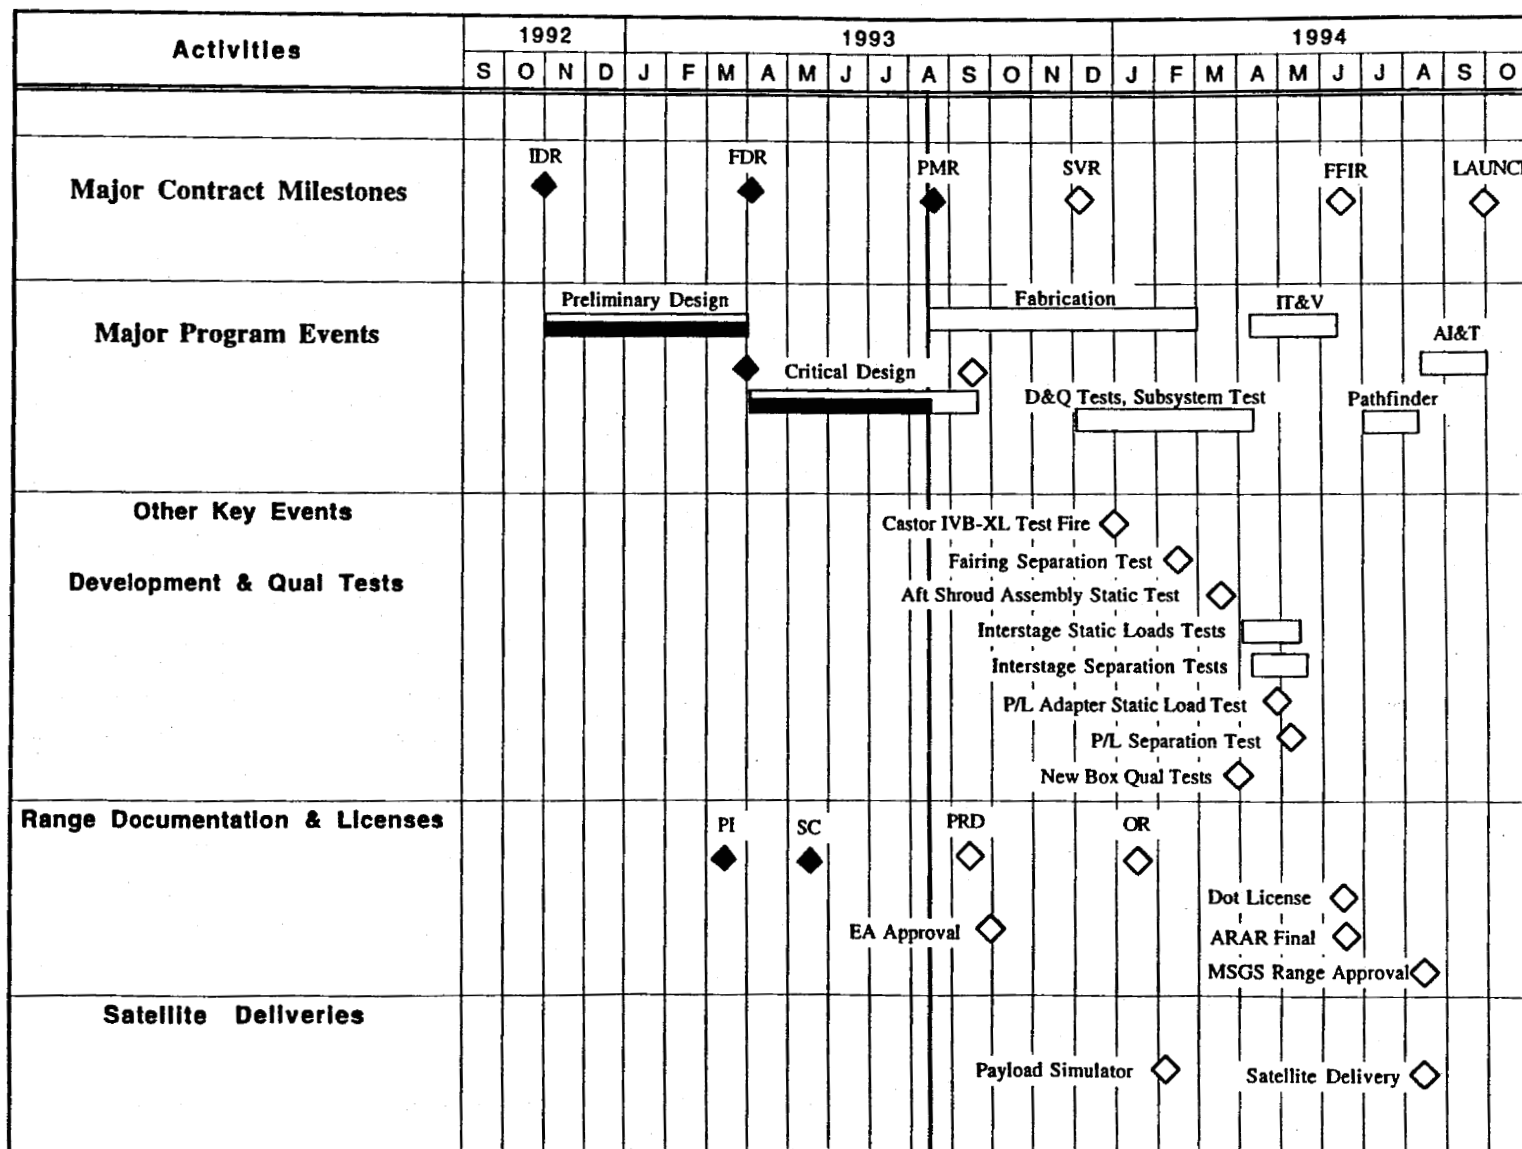 Activities
1992 1993 1994
S O N D J F M A M J J A S O N D J F M A M J J A S O
IDR FDR PMR SVR FFIR LAUNCH
Major Contract Milestones
Preliminary Design Fabrication IT&V
Major Program Events
AI&T
Critical Design
D&Q Tests, Subsystem Test Pathfinder
Other Key Events
Castor IVB-XL Test Fire
Fairing Separation Test
Development & Qual Tests
Aft Shroud Assembly Static Test
Interstage Static Loads Tests
Interstage Separation Tests
P/L Adapter Static Load Test
P/L Separation Test
New Box Qual Tests
Range Documentation & Licenses
PI SC PRD OR
Dot License
EA Approval
ARAR Final
MSGS Range Approval
Satellite Deliveries
Payload Simulator Satellite Delivery